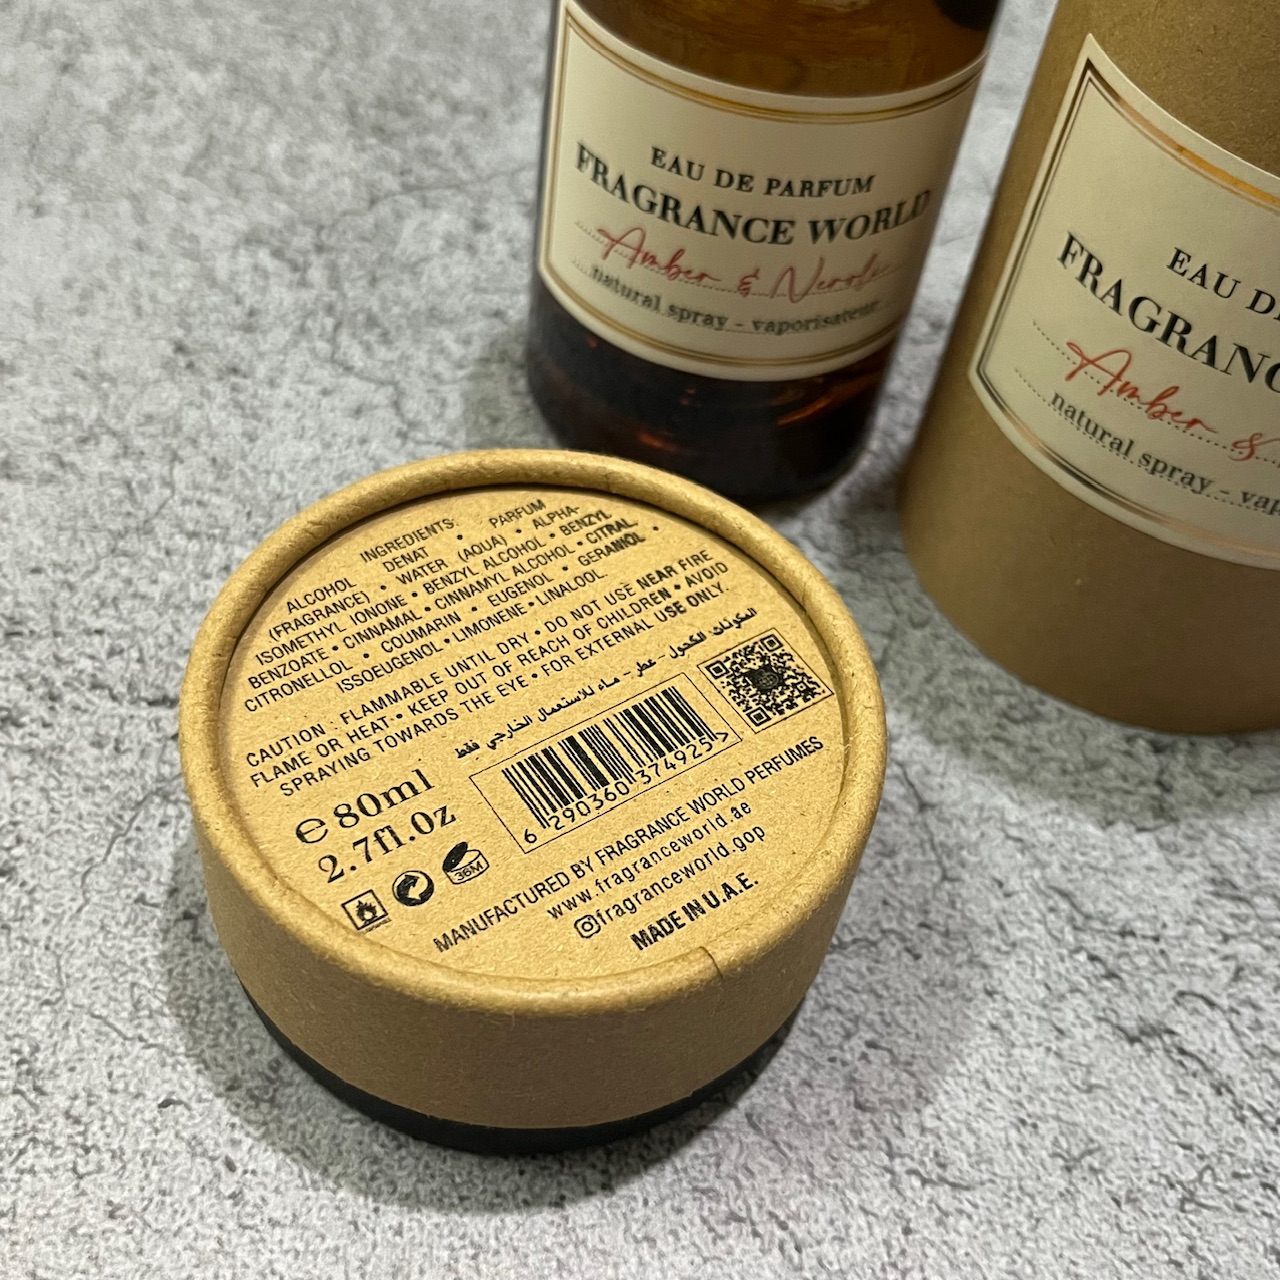 EAU DE PARFUM
FRAGRANCE WORLD
Amber & Neroli
natural spray - vaporisateur
EAU D
FRAGRANC
Amber &
natural spray - vap
INGREDIENTS: PARFUM
ALCOHOL DENAT • ALPHA-
(FRAGRANCE) • WATER (AQUA) • BENZYL
ISOMETHYL IONONE • BENZYL ALCOHOL • CITRAL
BENZOATE • CINNAMAL • CINNAMYL ALCOHOL •
CITRONELLOL • COUMARIN • EUGENOL • GERANIOL •
ISSOEUGENOL • LIMONENE • LINALOOL
CAUTION : FLAMMABLE UNTIL DRY • DO NOT USE NEAR FIRE
FLAME OR HEAT • KEEP OUT OF REACH OF CHILDREN • AVOID
SPRAYING TOWARDS THE EYE • FOR EXTERNAL USE ONLY.
المكونات: الكحول - عطر - ماء للاستعمال الخارجي فقط
℮ 80ml
2.7fl.Oz
36M
6 290360 374925 >
MANUFACTURED BY FRAGRANCE WORLD PERFUMES
www.fragranceworld.ae
fragranceworld.gop
MADE IN U.A.E.